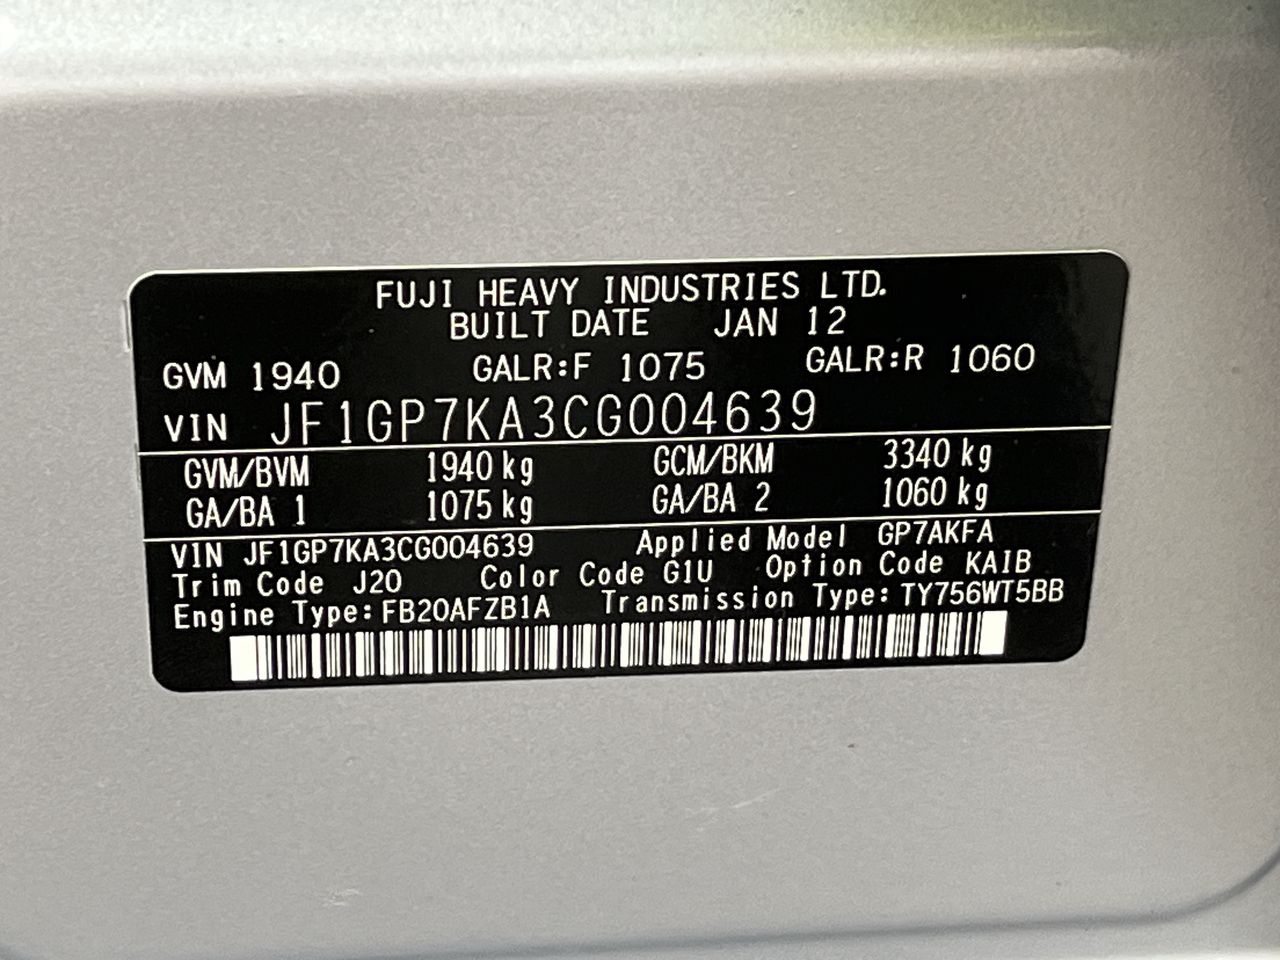 FUJI HEAVY INDUSTRIES LTD.
BUILT DATE JAN 12
GVM 1940 GALR:F 1075 GALR:R 1060
VIN JF1GP7KA3CG004639
GVM/BVM 1940 kg GCM/BKM 3340 kg
GA/BA 1 1075 kg GA/BA 2 1060 kg
VIN JF1GP7KA3CG004639 Applied Model GP7AKFA
Trim Code J20 Color Code G1U Option Code KAIB
Engine Type: FB20AFZB1A Transmission Type: TY756WT5BB